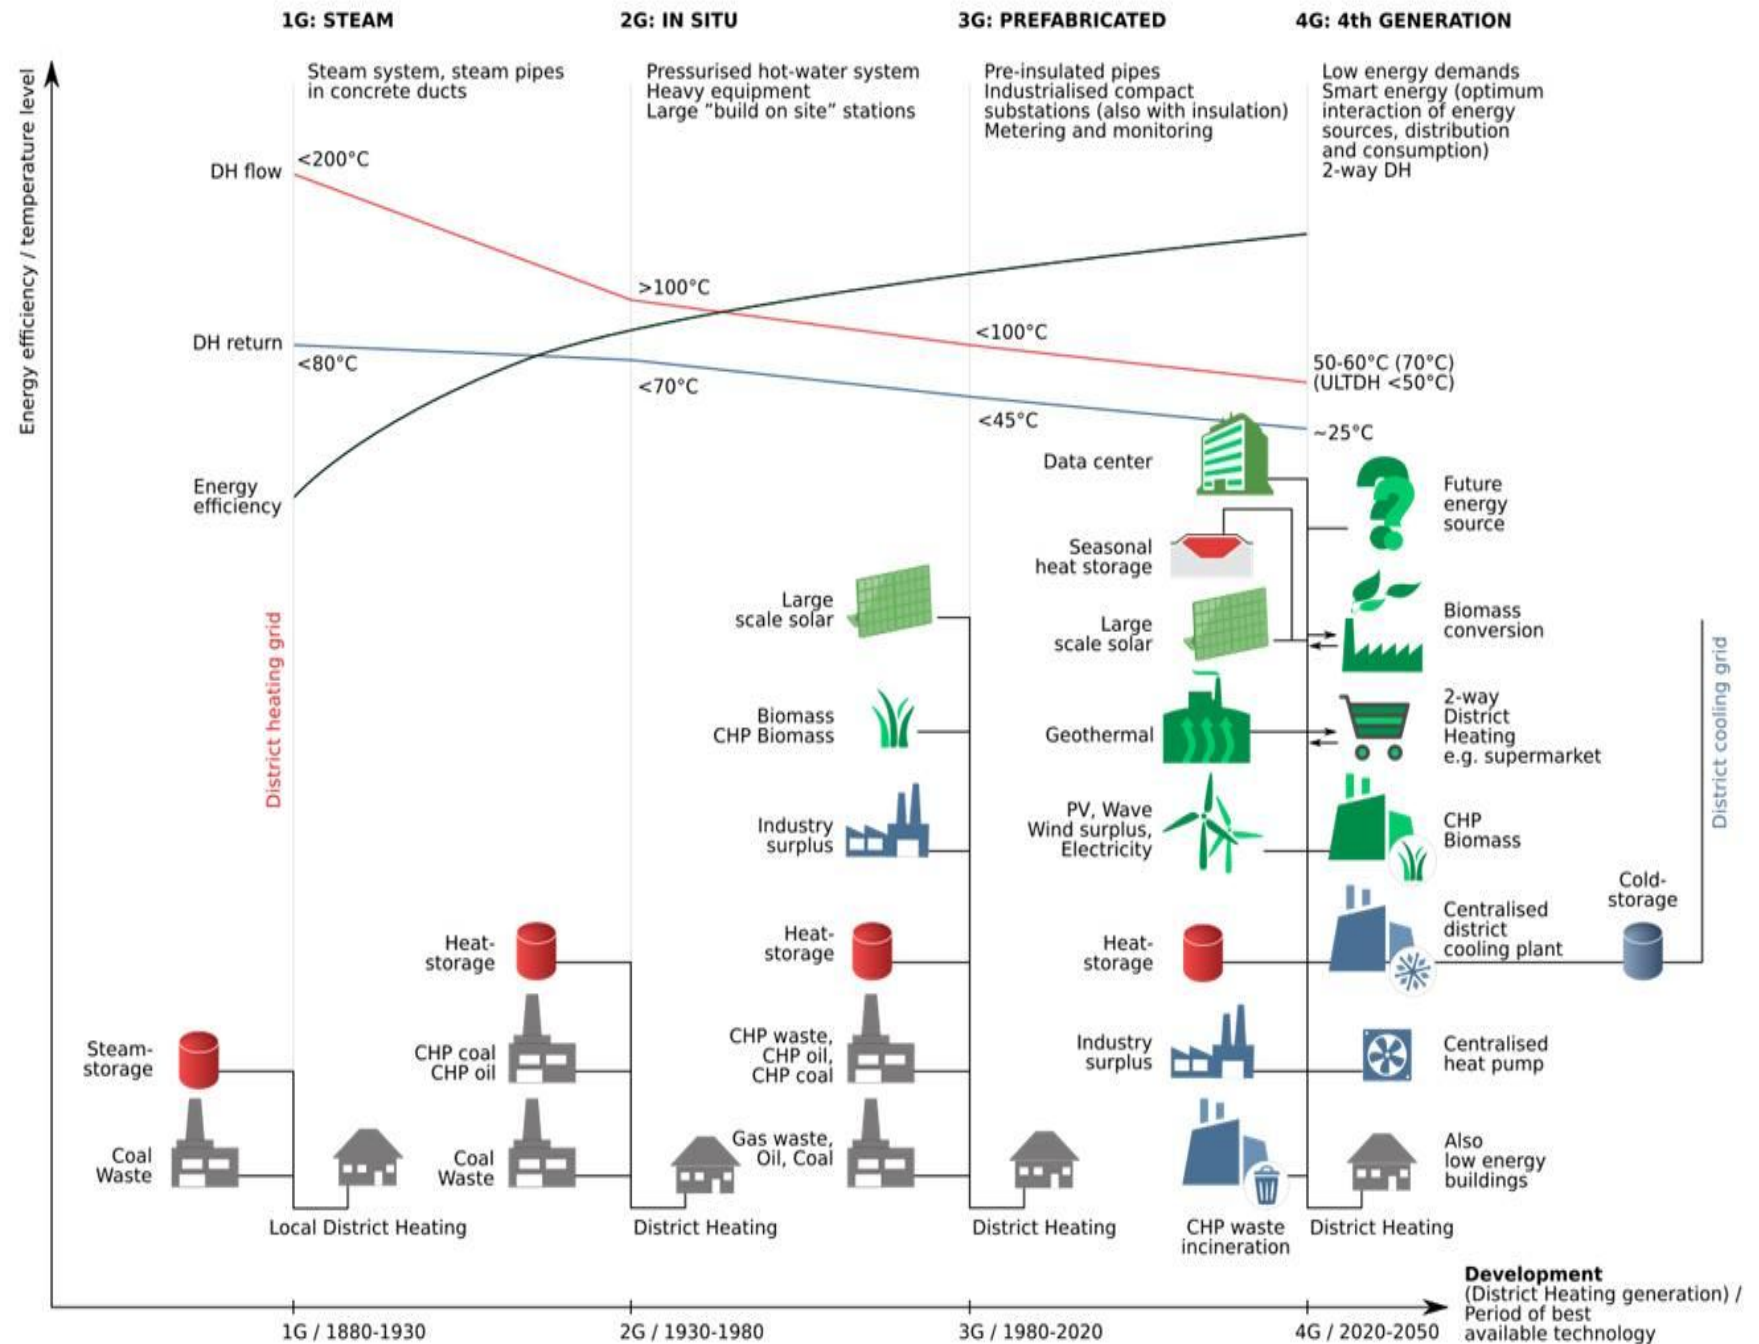 1G: STEAM
2G: IN SITU
3G: PREFABRICATED
4G: 4th GENERATION
Steam system, steam pipes
in concrete ducts
Pressurised hot-water system
Heavy equipment
Large “build on site” stations
Pre-insulated pipes
Industrialised compact
substations (also with insulation)
Metering and monitoring
Low energy demands
Smart energy (optimum
interaction of energy
sources, distribution
and consumption)
2-way DH
Energy efficiency / temperature level
DH flow
<200°C
>100°C
<100°C
50-60°C (70°C)
(ULTDH <50°C)
DH return
<80°C
<70°C
<45°C
~25°C
Energy
efficiency
District heating grid
Steam-
storage
Coal
Waste
Local District Heating
Heat-
storage
CHP coal
CHP oil
Coal
Waste
District Heating
Large
scale solar
Biomass
CHP Biomass
Industry
surplus
Heat-
storage
CHP waste,
CHP oil,
CHP coal
Gas waste,
Oil, Coal
District Heating
Data center
Seasonal
heat storage
Large
scale solar
Geothermal
PV, Wave
Wind surplus,
Electricity
Heat-
storage
Industry
surplus
CHP waste
incineration
Future
energy
source
Biomass
conversion
2-way
District
Heating
e.g. supermarket
CHP
Biomass
Centralised
district
cooling plant
Cold-
storage
District cooling grid
Centralised
heat pump
Also
low energy
buildings
District Heating
Development
(District Heating generation) /
Period of best
available technology
1G / 1880-1930
2G / 1930-1980
3G / 1980-2020
4G / 2020-2050